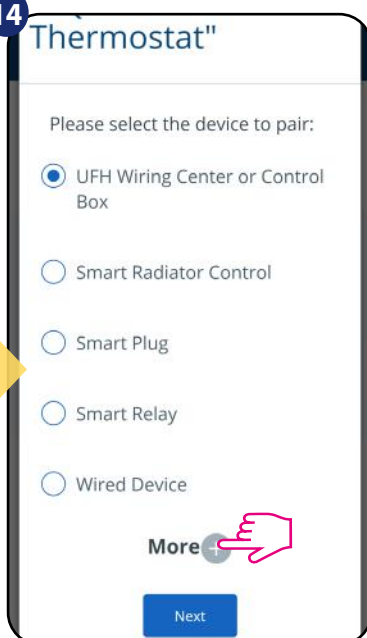 14
Thermostat"
Please select the device to pair:
UFH Wiring Center or Control
Box
Smart Radiator Control
Smart Plug
Smart Relay
Wired Device
More
Next